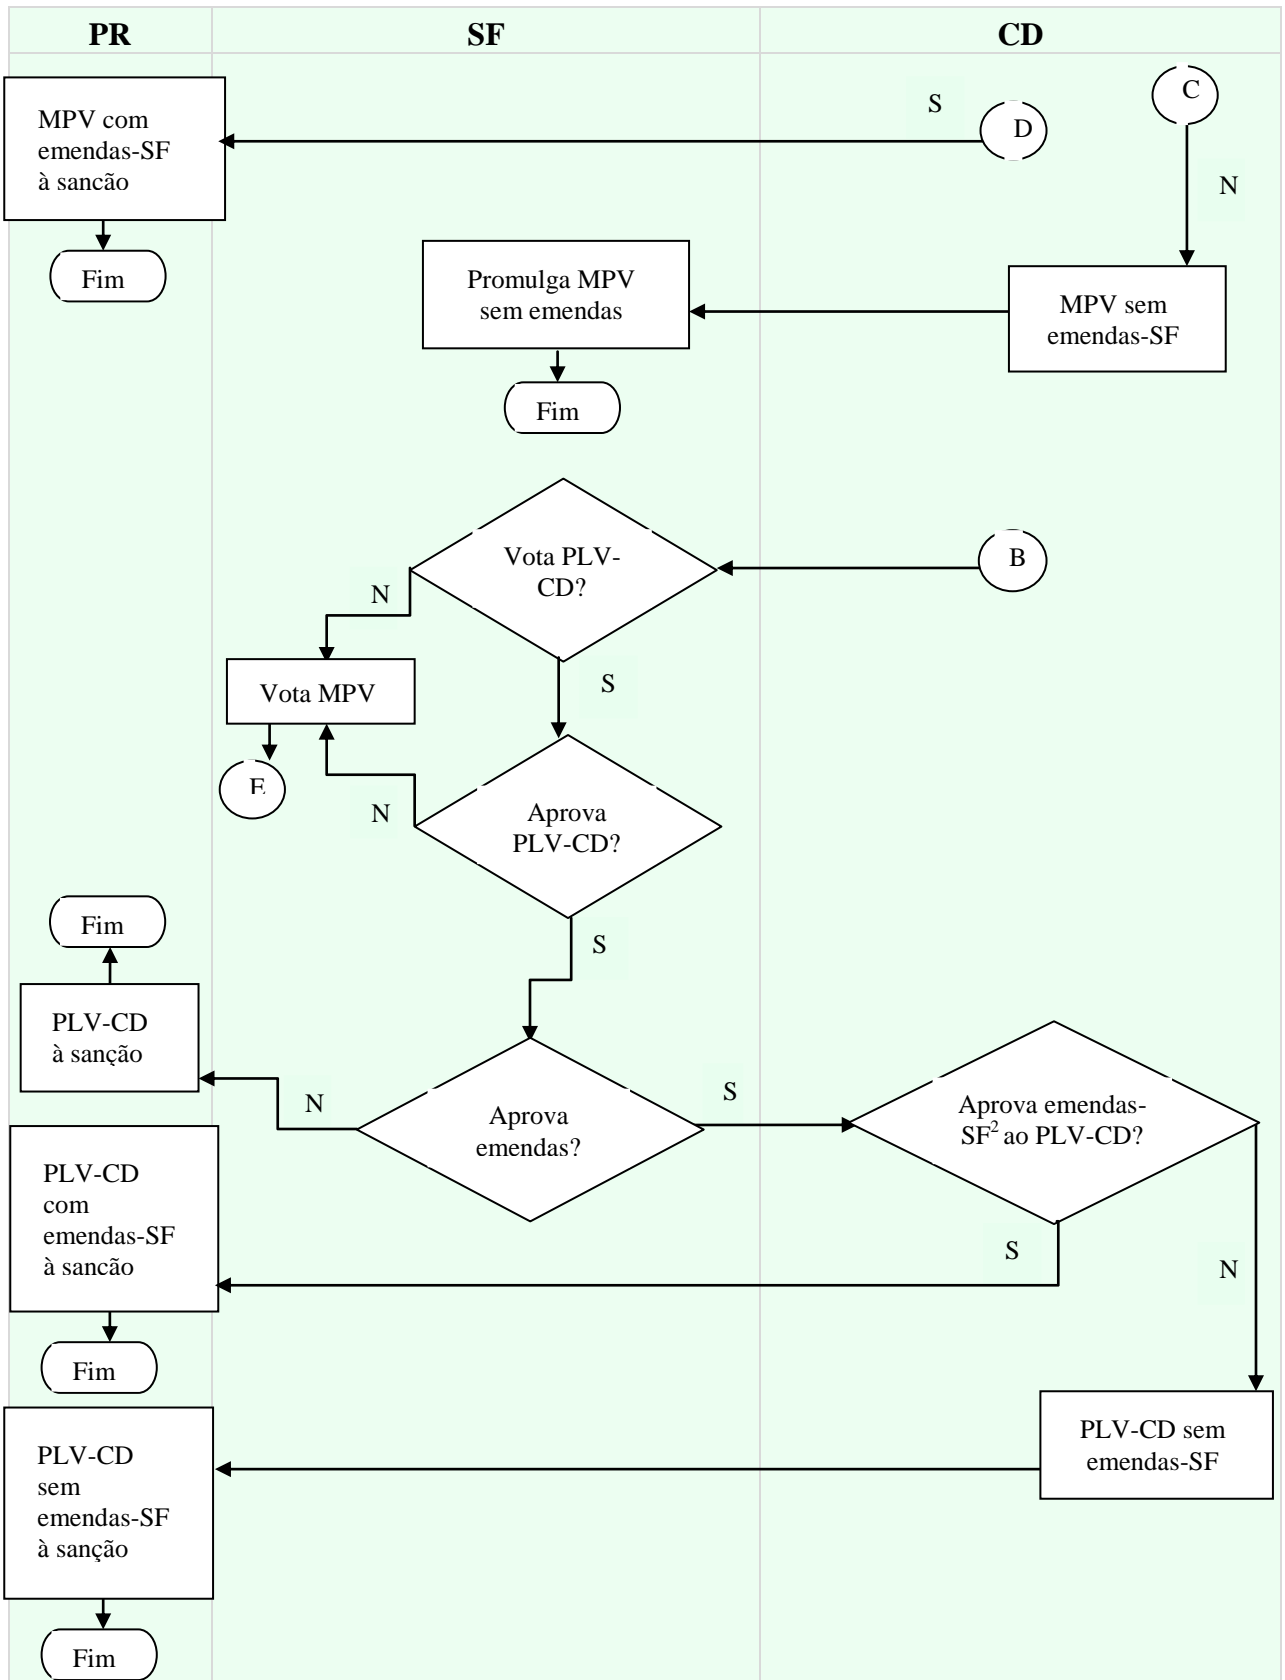 PR SF CD
C
S
D
MPV com
emendas-SF
à sancão
N
Fim
Promulga MPV
sem emendas
MPV sem
emendas-SF
Fim
Vota PLV-
CD?
B
N
Vota MPV
S
E
Aprova
PLV-CD?
N
Fim
S
PLV-CD
à sanção
N
Aprova
emendas?
S
Aprova emendas-
SF² ao PLV-CD?
PLV-CD
com
emendas-SF
à sancão
S
N
Fim
PLV-CD sem
emendas-SF
PLV-CD
sem
emendas-SF
à sanção
Fim